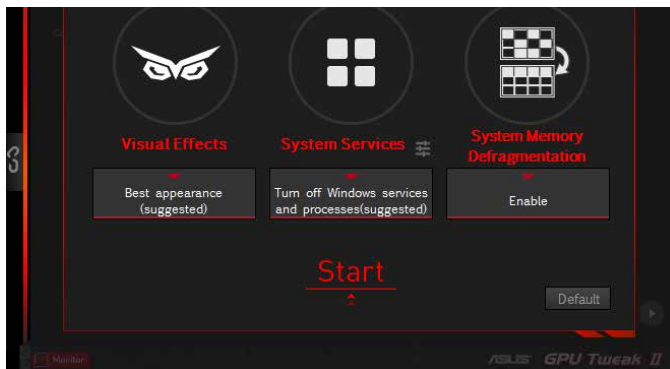 Visual Effects
System Services
System Memory
Defragmentation
Best appearance
(suggested)
Turn off Windows services
and processes(suggested)
Enable
Start
Default
Monitor
ASUS GPU Tweak II